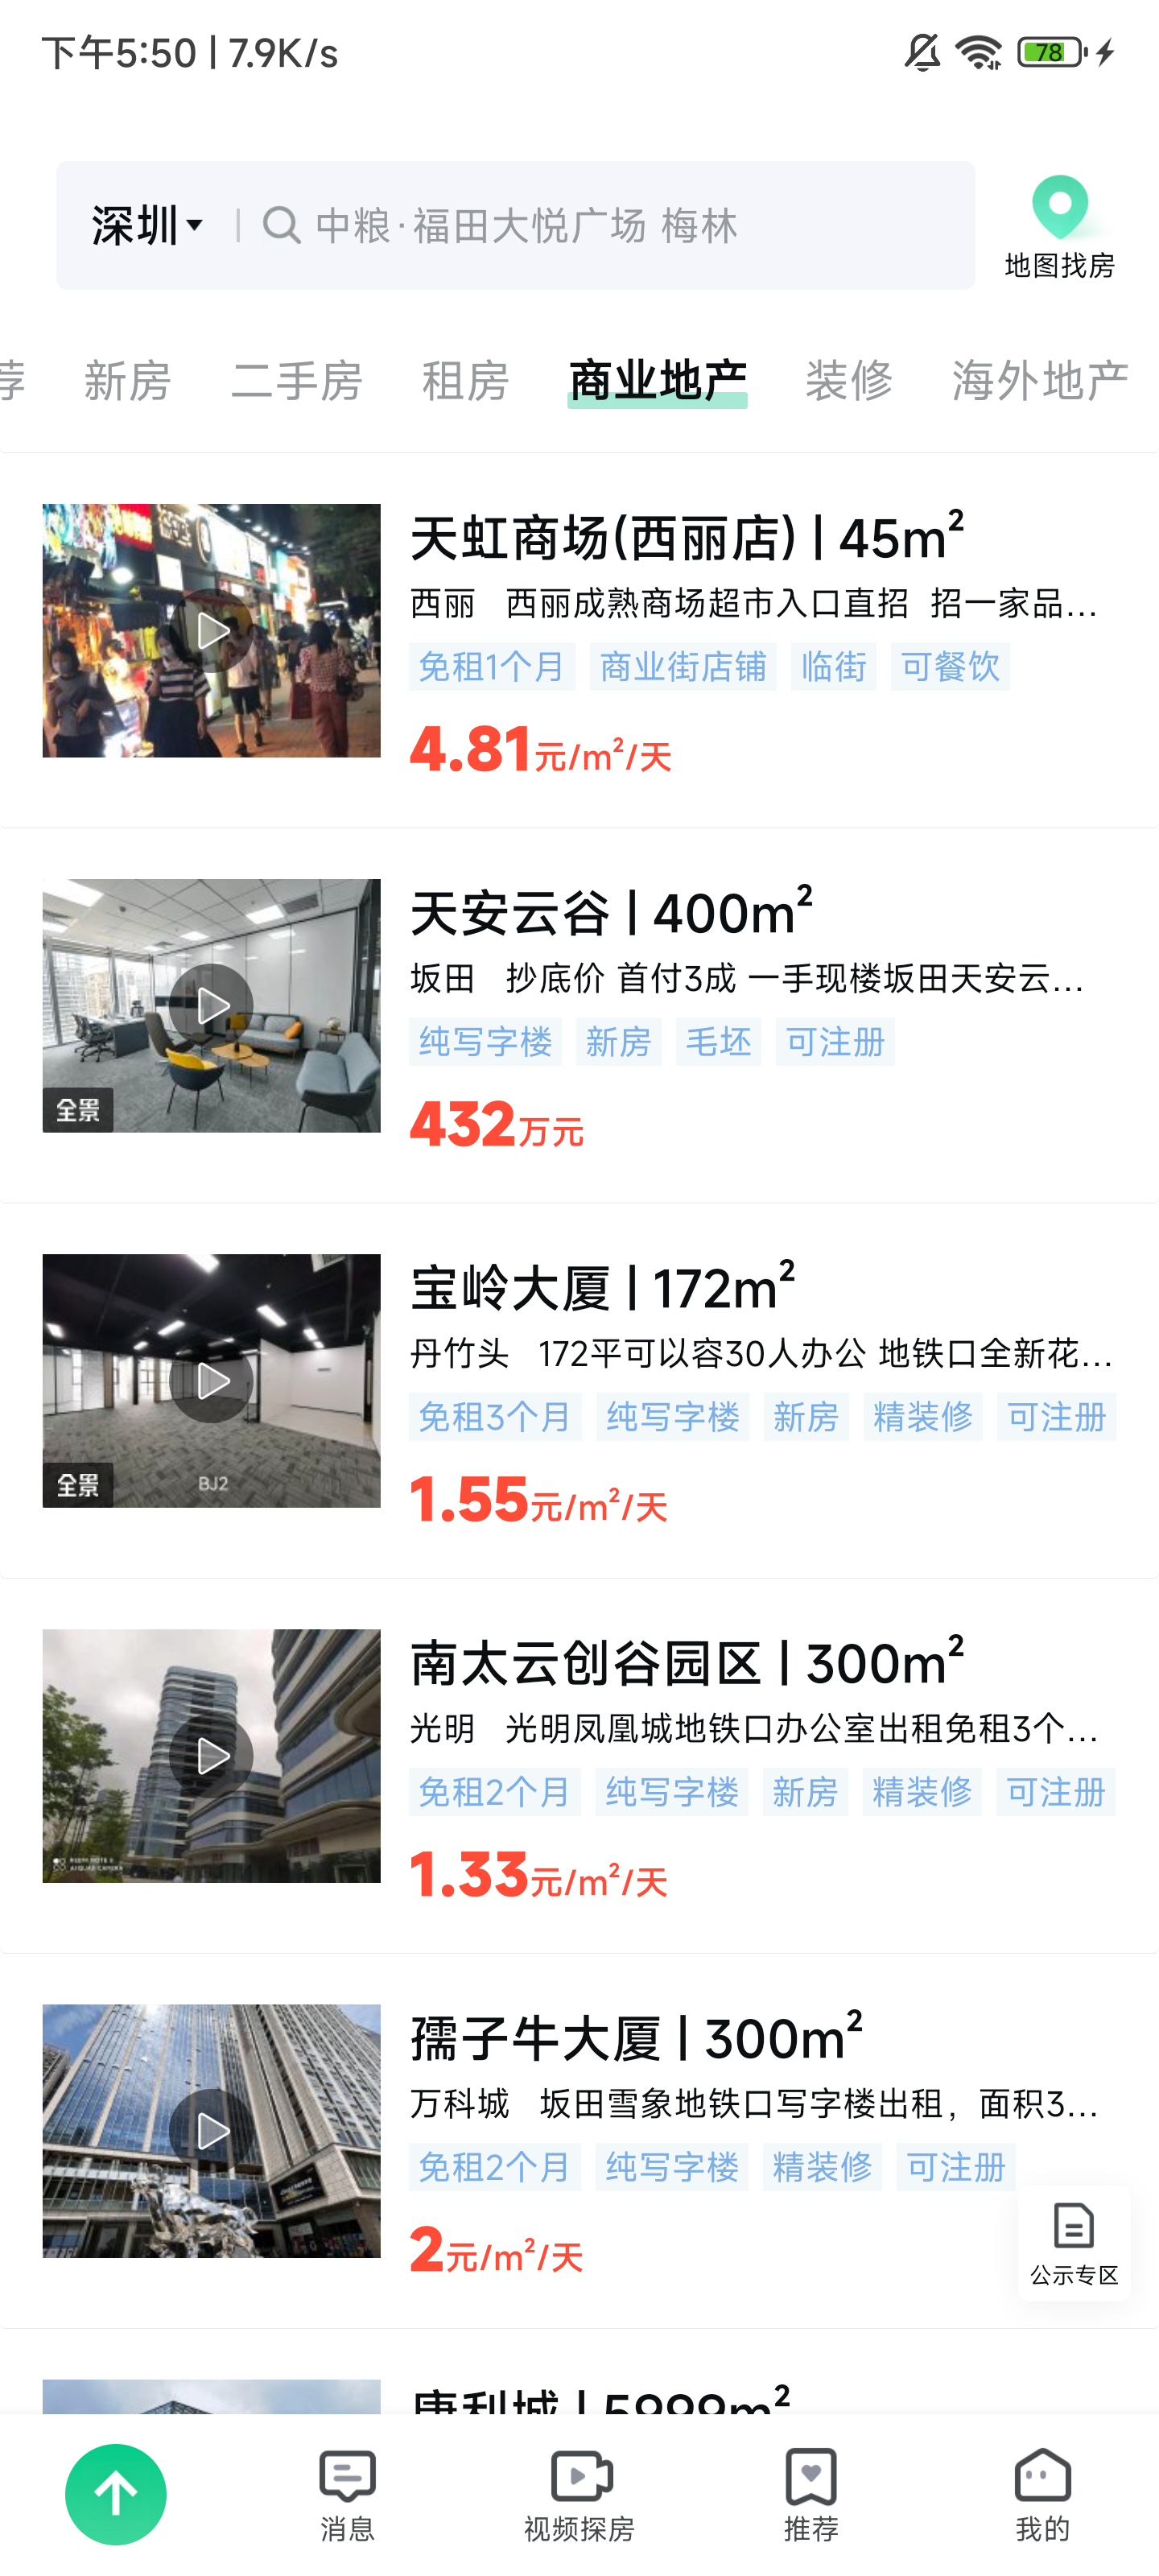 下午5:50 | 7.9K/s
78
深圳
中粮·福田大悦广场 梅林
地图找房
荐 新房 二手房 租房 商业地产 装修 海外地产
天虹商场(西丽店) | 45m²
西丽 西丽成熟商场超市入口直招 招一家品...
免租1个月 商业街店铺 临街 可餐饮
4.81元/m²/天
天安云谷 | 400m²
坂田 抄底价 首付3成 一手现楼坂田天安云...
纯写字楼 新房 毛坯 可注册
全景
432万元
宝岭大厦 | 172m²
丹竹头 172平可以容30人办公 地铁口全新花...
免租3个月 纯写字楼 新房 精装修 可注册
全景
BJ2
1.55元/m²/天
南太云创谷园区 | 300m²
光明 光明凤凰城地铁口办公室出租免租3个...
免租2个月 纯写字楼 新房 精装修 可注册
1.33元/m²/天
孺子牛大厦 | 300m²
万科城 坂田雪象地铁口写字楼出租，面积3...
免租2个月 纯写字楼 精装修 可注册
2元/m²/天
公示专区
康利城 | 5999m²
消息
视频探房
推荐
我的